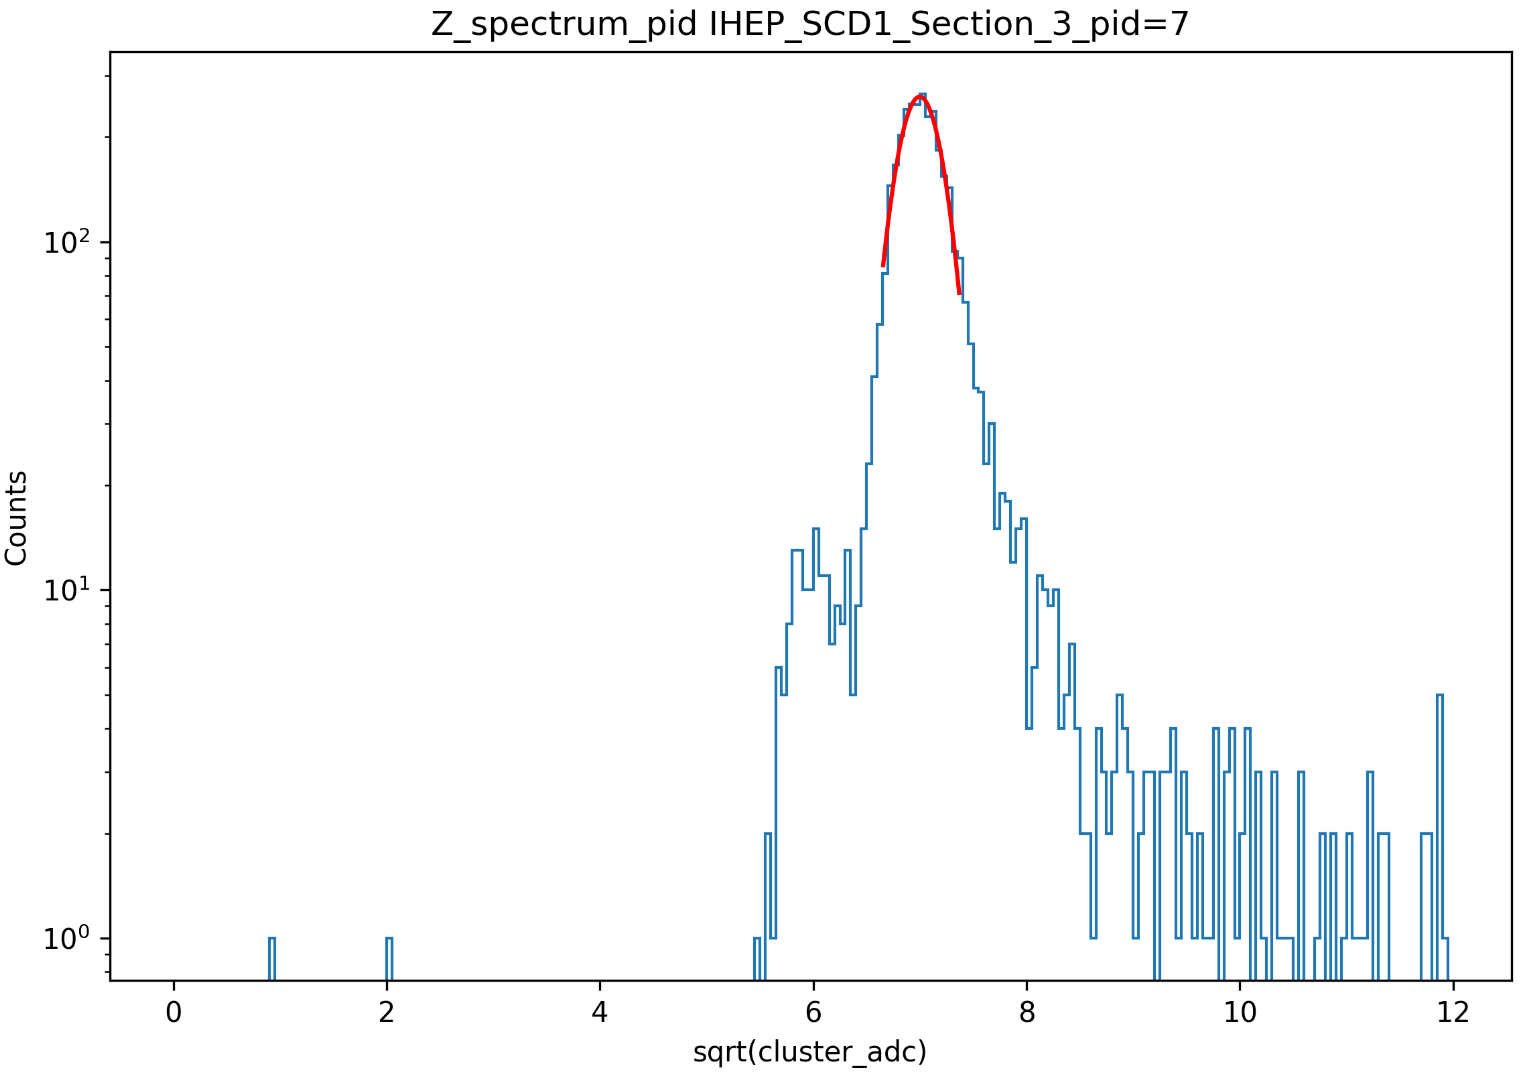 Z_spectrum_pid IHEP_SCD1_Section_3_pid=7
Counts
10²
10¹
10⁰
0 2 4 6 8 10 12
sqrt(cluster_adc)